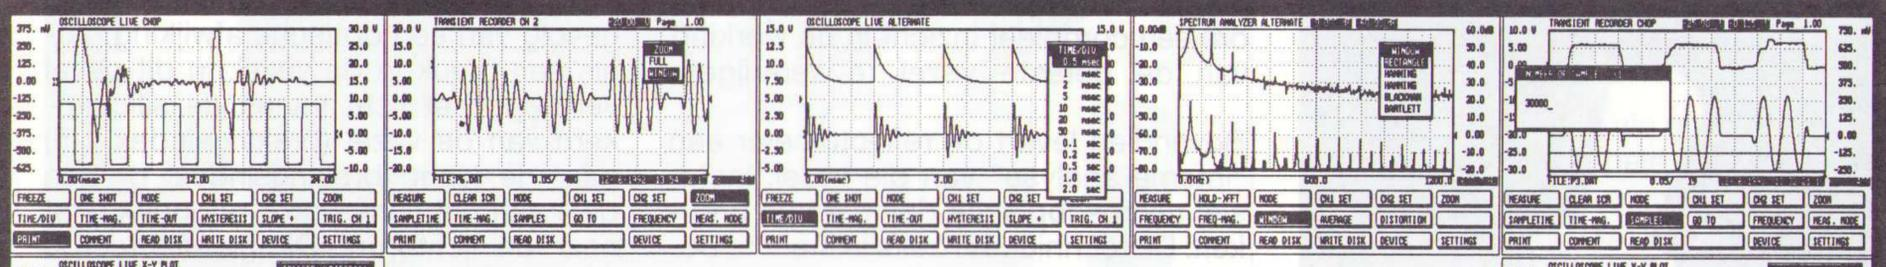 OSCILLOSCOPE LIVE CHOP
375. mV
250.
125.
0.00
125.
250.
375.
500.
625.
30.0 V
25.0
20.0
15.0
10.0
5.00
0.00
-5.00
-10.0
0.00(msec) 12.00 24.00
FREEZE ONE SHOT MODE CH1 SET CH2 SET ZOOM
TIME/DIV TIME-MAG. TIME-OUT HYSTERESIS SLOPE + TRIG. CH 1
PRINT COMMENT READ DISK WRITE DISK DEVICE SETTINGS
OSCILLOSCOPE LIVE X-Y PLOT
TRANSIENT RECORDER CH 2 Page 1.00
20.0 V
15.0
10.0
5.00
0.00
-5.00
-10.0
-15.0
-20.0
ZOOM
FULL
WINDOW
FILE:P6.DAT 0.05/ 400
MEASURE CLEAR SCR MODE CH1 SET CH2 SET ZOOM
SAMPLETIME TIME-MAG. SAMPLES GO TO FREQUENCY MEAS. MODE
PRINT COMMENT READ DISK DEVICE SETTINGS
OSCILLOSCOPE LIVE ALTERNATE
15.0 V
12.5
10.0
7.50
5.00
2.50
0.00
-2.50
-5.00
15.0 V
TIME/DIV
0.5 msec
1 msec
2 msec
5 msec
10 msec
20 msec
50 msec
0.1 sec
0.2 sec
0.5 sec
1.0 sec
2.0 sec
0.00(msec) 3.00
FREEZE ONE SHOT MODE CH1 SET CH2 SET
TIME/DIV TIME-MAG. TIME-OUT HYSTERESIS SLOPE + TRIG. CH 1
PRINT COMMENT READ DISK WRITE DISK DEVICE SETTINGS
SPECTRUM ANALYZER ALTERNATE
0.00dB
-10.0
-20.0
-30.0
-40.0
-50.0
-60.0
-70.0
-80.0
60.0dB
50.0
40.0
30.0
20.0
10.0
0.00
-10.0
-20.0
WINDOW
RECTANGLE
HANNING
HAMMING
BLACKMAN
BARTLETT
0.0(Hz) 600.0 1200.0
MEASURE HOLD->FFT MODE CH1 SET CH2 SET ZOOM
FREQUENCY FREQ-MAG. WINDOW AVERAGE DISTORTION
PRINT COMMENT READ DISK WRITE DISK DEVICE SETTINGS
TRANSIENT RECORDER CHOP Page 1.00
10.0 V
5.00
0.00
-30.0
750. mV
625.
500.
375.
250.
125.
0.00
125.
250.
30000_
FILE:P3.DAT 0.05/ 19
MEASURE CLEAR SCR MODE CH1 SET CH2 SET ZOOM
SAMPLETIME TIME-MAG. SAMPLES GO TO FREQUENCY MEAS. MODE
PRINT COMMENT READ DISK DEVICE SETTINGS
OSCILLOSCOPE LIVE X-Y PLOT